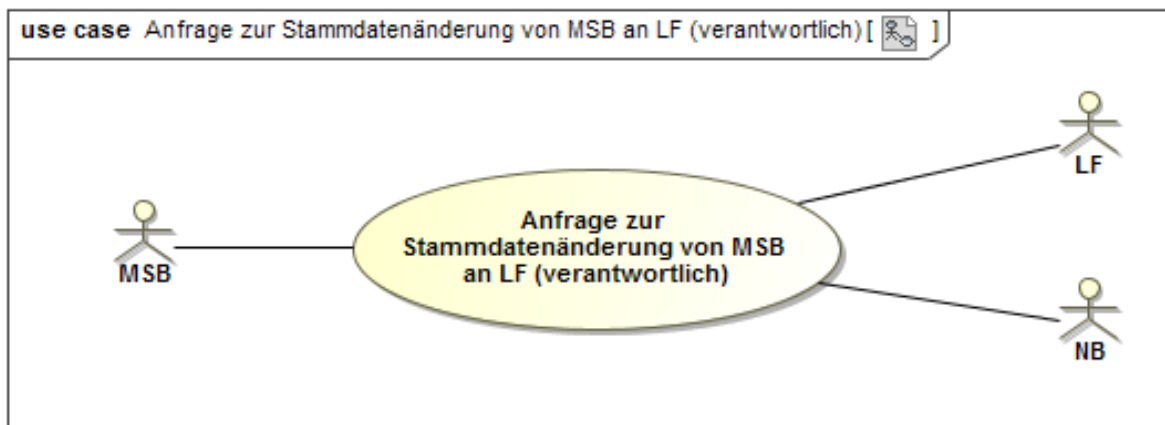 use case Anfrage zur Stammdatenänderung von MSB an LF (verantwortlich) [ ]
LF
Anfrage zur
Stammdatenänderung von MSB
an LF (verantwortlich)
MSB
NB